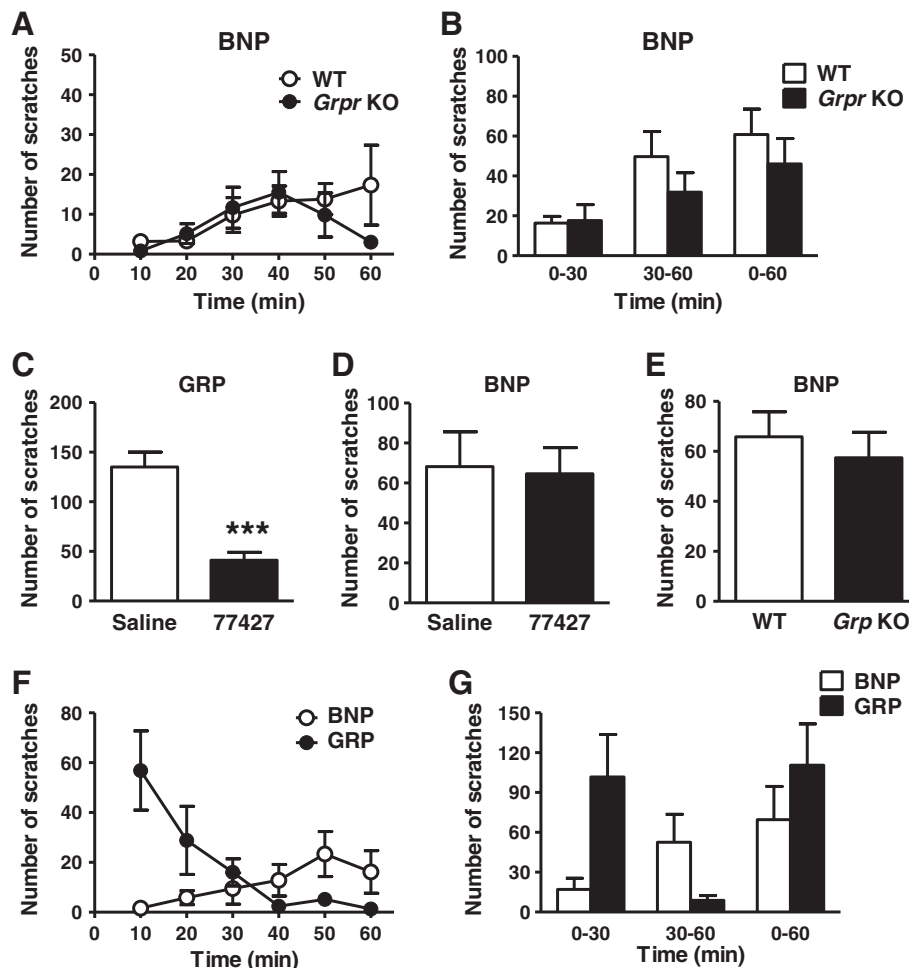 A
BNP
Number of scratches
50
40
30
20
10
0
WT
Grpr KO
0 10 20 30 40 50 60
Time (min)
B
BNP
Number of scratches
100
80
60
40
20
0
WT
Grpr KO
0-30 30-60 0-60
Time (min)
C
GRP
Number of scratches
200
150
100
50
0
***
Saline 77427
D
BNP
Number of scratches
100
80
60
40
20
0
Saline 77427
E
BNP
Number of scratches
80
60
40
20
0
WT Grp KO
F
Number of scratches
80
60
40
20
0
BNP
GRP
0 10 20 30 40 50 60
Time (min)
G
BNP
GRP
Number of scratches
150
120
90
60
30
0
0-30 30-60 0-60
Time (min)